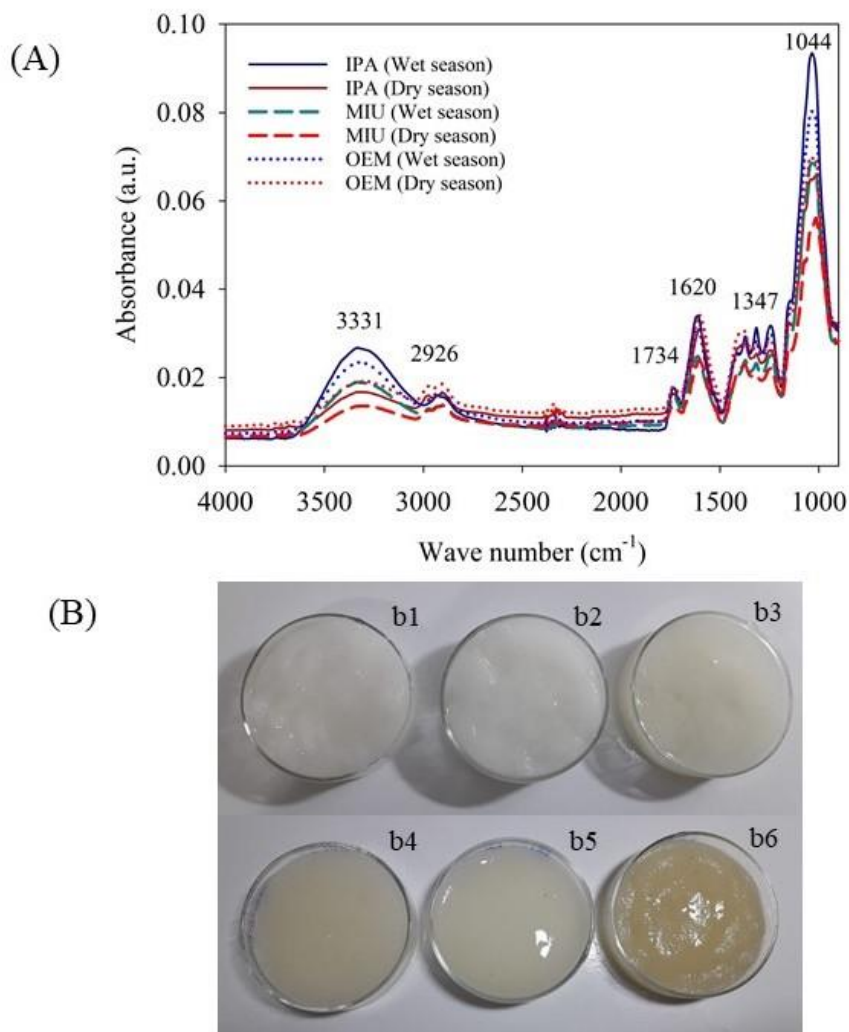 (A)
0.10
0.08
0.06
0.04
0.02
0.00
Absorbance (a.u.)
IPA (Wet season)
IPA (Dry season)
MIU (Wet season)
MIU (Dry season)
OEM (Wet season)
OEM (Dry season)
3331
2926
1734
1620
1347
1044
4000 3500 3000 2500 2000 1500 1000
Wave number (cm⁻¹)
(B)
b1 b2 b3
b4 b5 b6